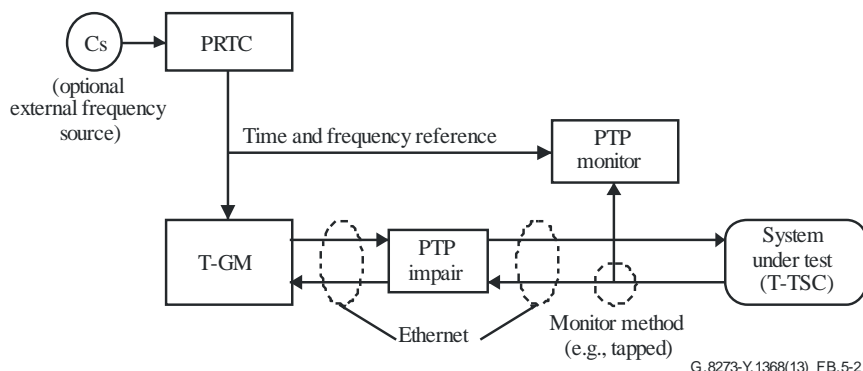 Cs
PRTC
(optional
external frequency
source)
Time and frequency reference
PTP
monitor
T-GM
PTP
impair
System
under test
(T-TSC)
Ethernet
Monitor method
(e.g., tapped)
G.8273-Y.1368(13)_FB.5-2